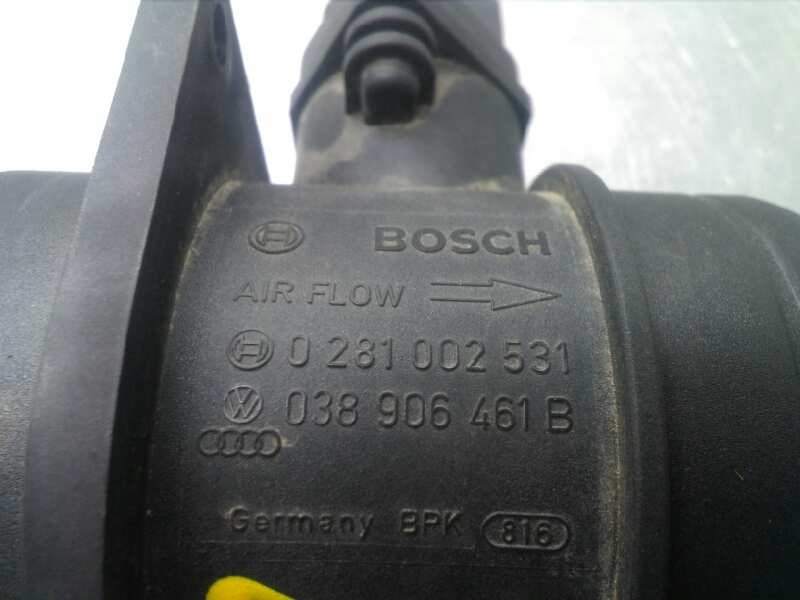 BOSCH
AIR FLOW
0 281 002 531
038 906 461 B
Germany BPK 816